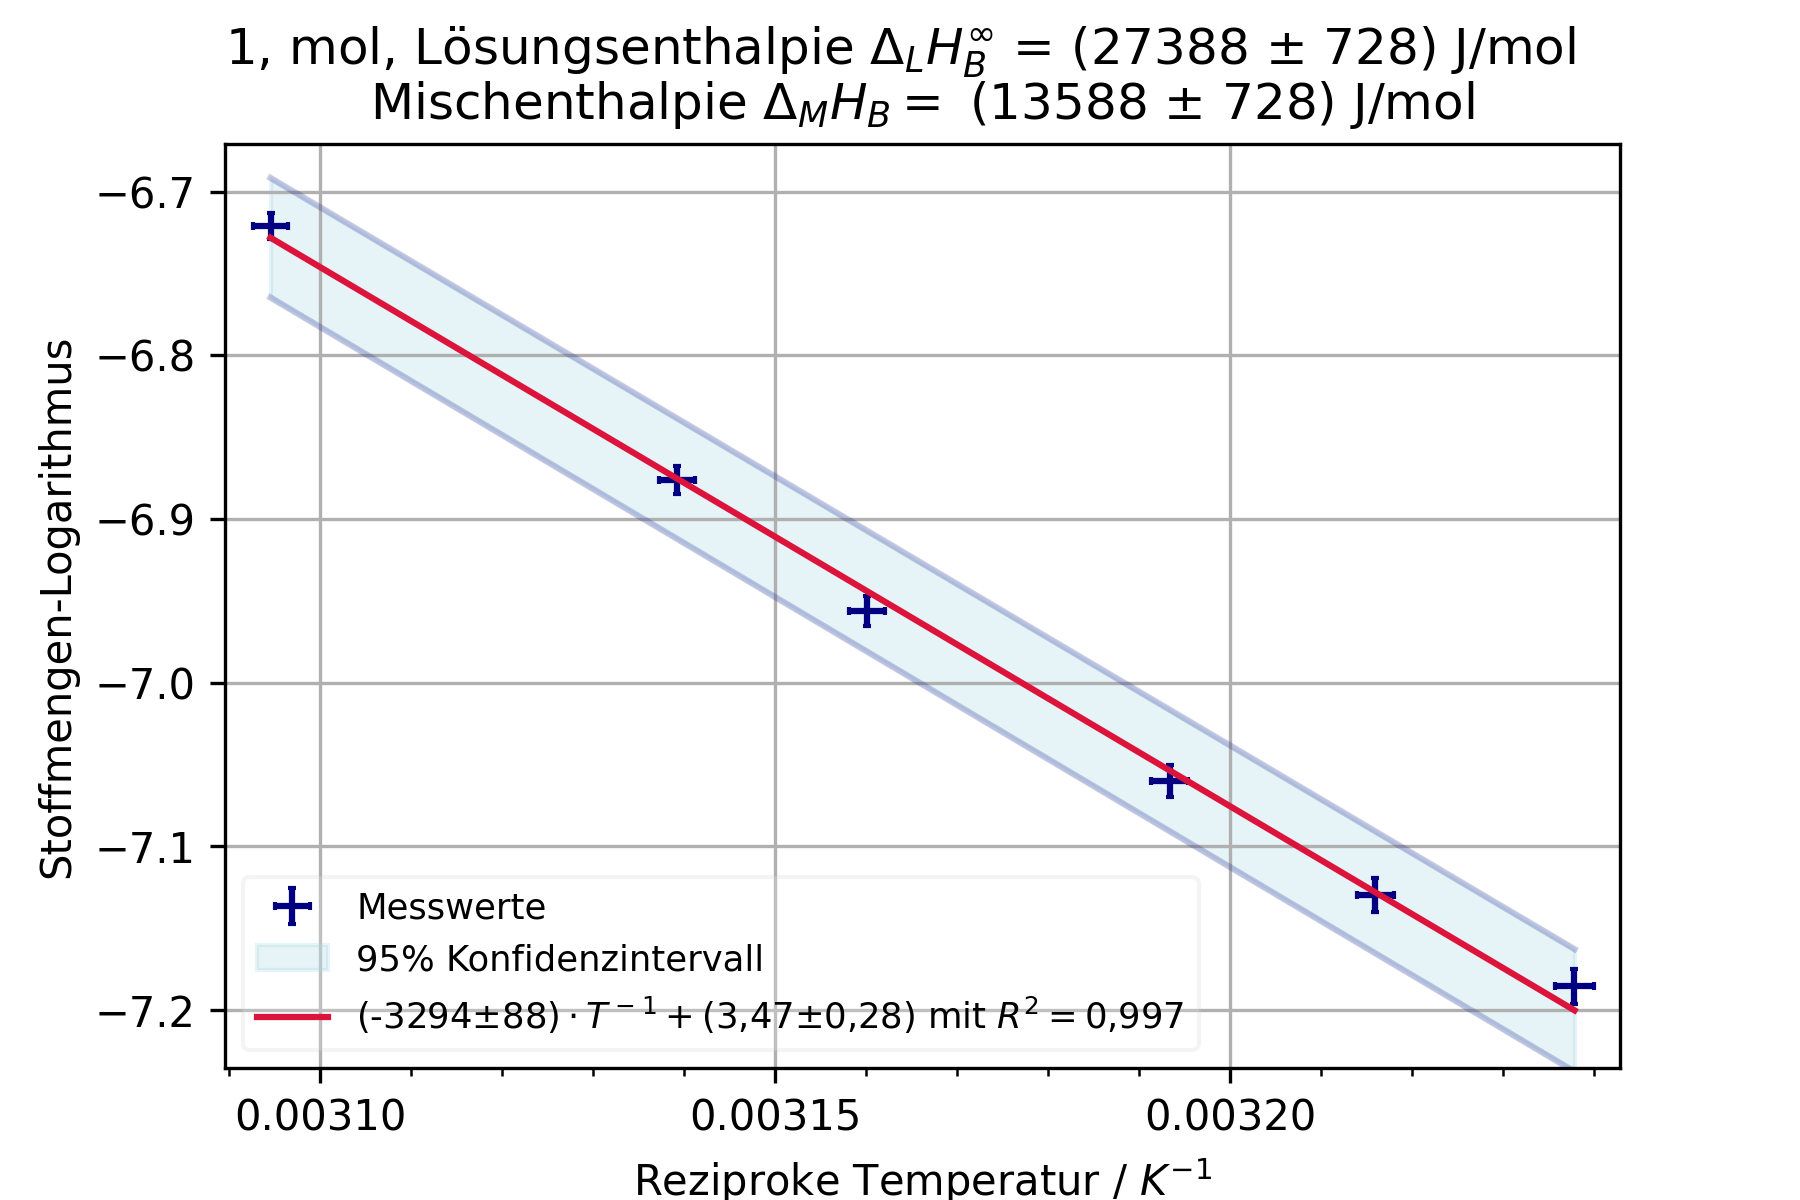 1, mol, Lösungsenthalpie Δ_L H_B^∞ = (27388 ± 728) J/mol
Mischenthalpie Δ_M H_B = (13588 ± 728) J/mol
Stoffmengen-Logarithmus
−6.7
−6.8
−6.9
−7.0
−7.1
−7.2
Messwerte
95% Konfidenzintervall
(-3294±88) · T⁻¹ + (3,47±0,28) mit R² = 0,997
0.00310 0.00315 0.00320
Reziproke Temperatur / K⁻¹